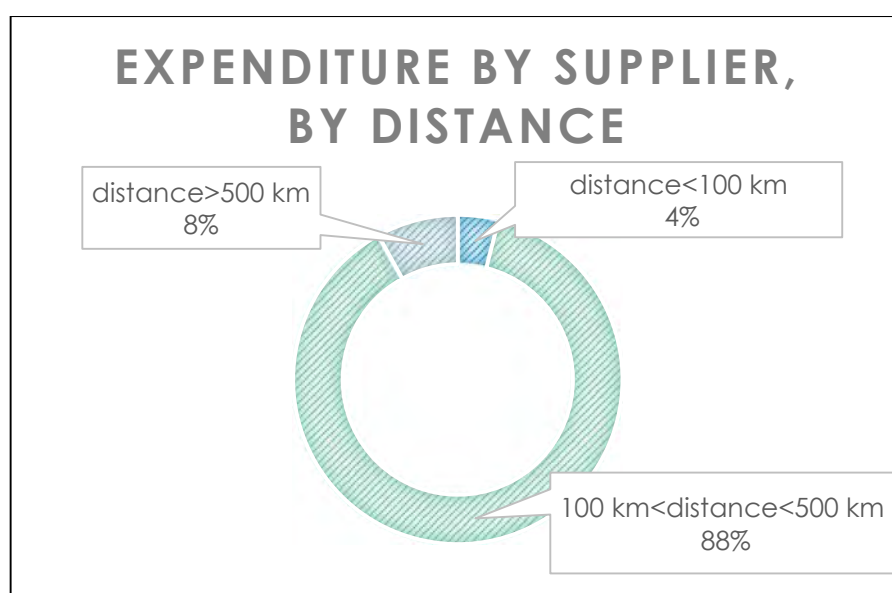 EXPENDITURE BY SUPPLIER,
BY DISTANCE
distance>500 km
8%
distance<100 km
4%
100 km<distance<500 km
88%